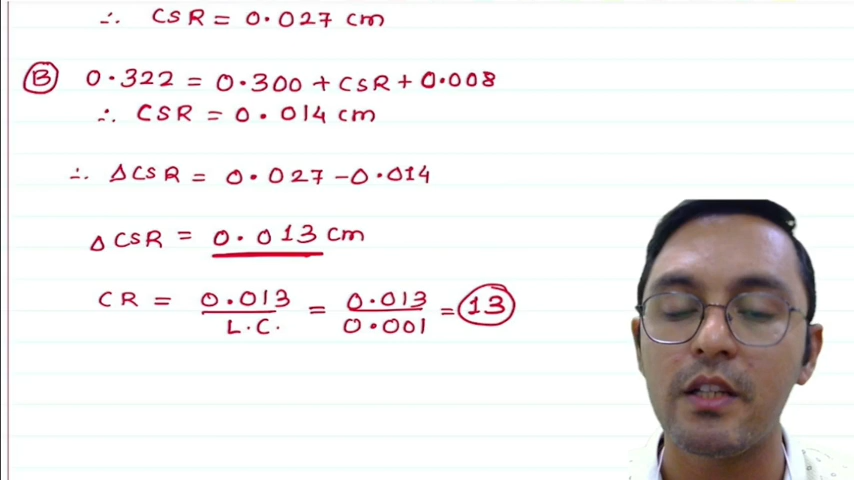 ∴ CSR = 0.027 cm
B 0.322 = 0.300 + CSR + 0.008
∴ CSR = 0.014 cm
∴ ΔCSR = 0.027 - 0.014
ΔCSR = 0.013 cm
CR = 0.013 / L.C. = 0.013 / 0.001 = 13